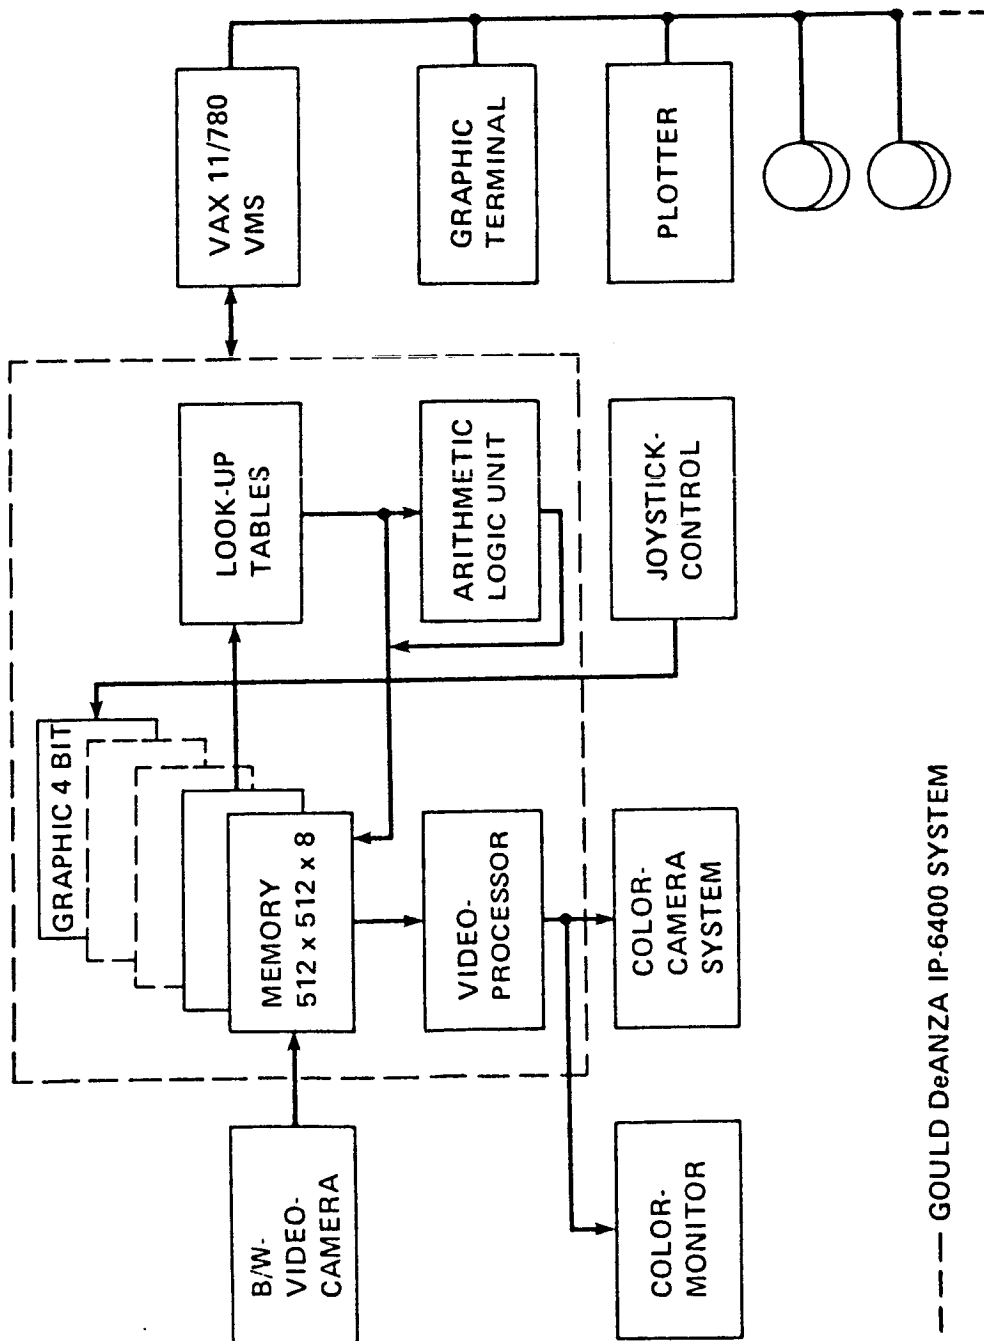 B/W-
VIDEO-
CAMERA
GRAPHIC 4 BIT
MEMORY
512 x 512 x 8
LOOK-UP
TABLES
VAX 11/780
VMS
VIDEO-
PROCESSOR
ARITHMETIC
LOGIC UNIT
GRAPHIC
TERMINAL
COLOR-
MONITOR
COLOR-
CAMERA
SYSTEM
JOYSTICK-
CONTROL
PLOTTER
GOULD DeANZA IP-6400 SYSTEM